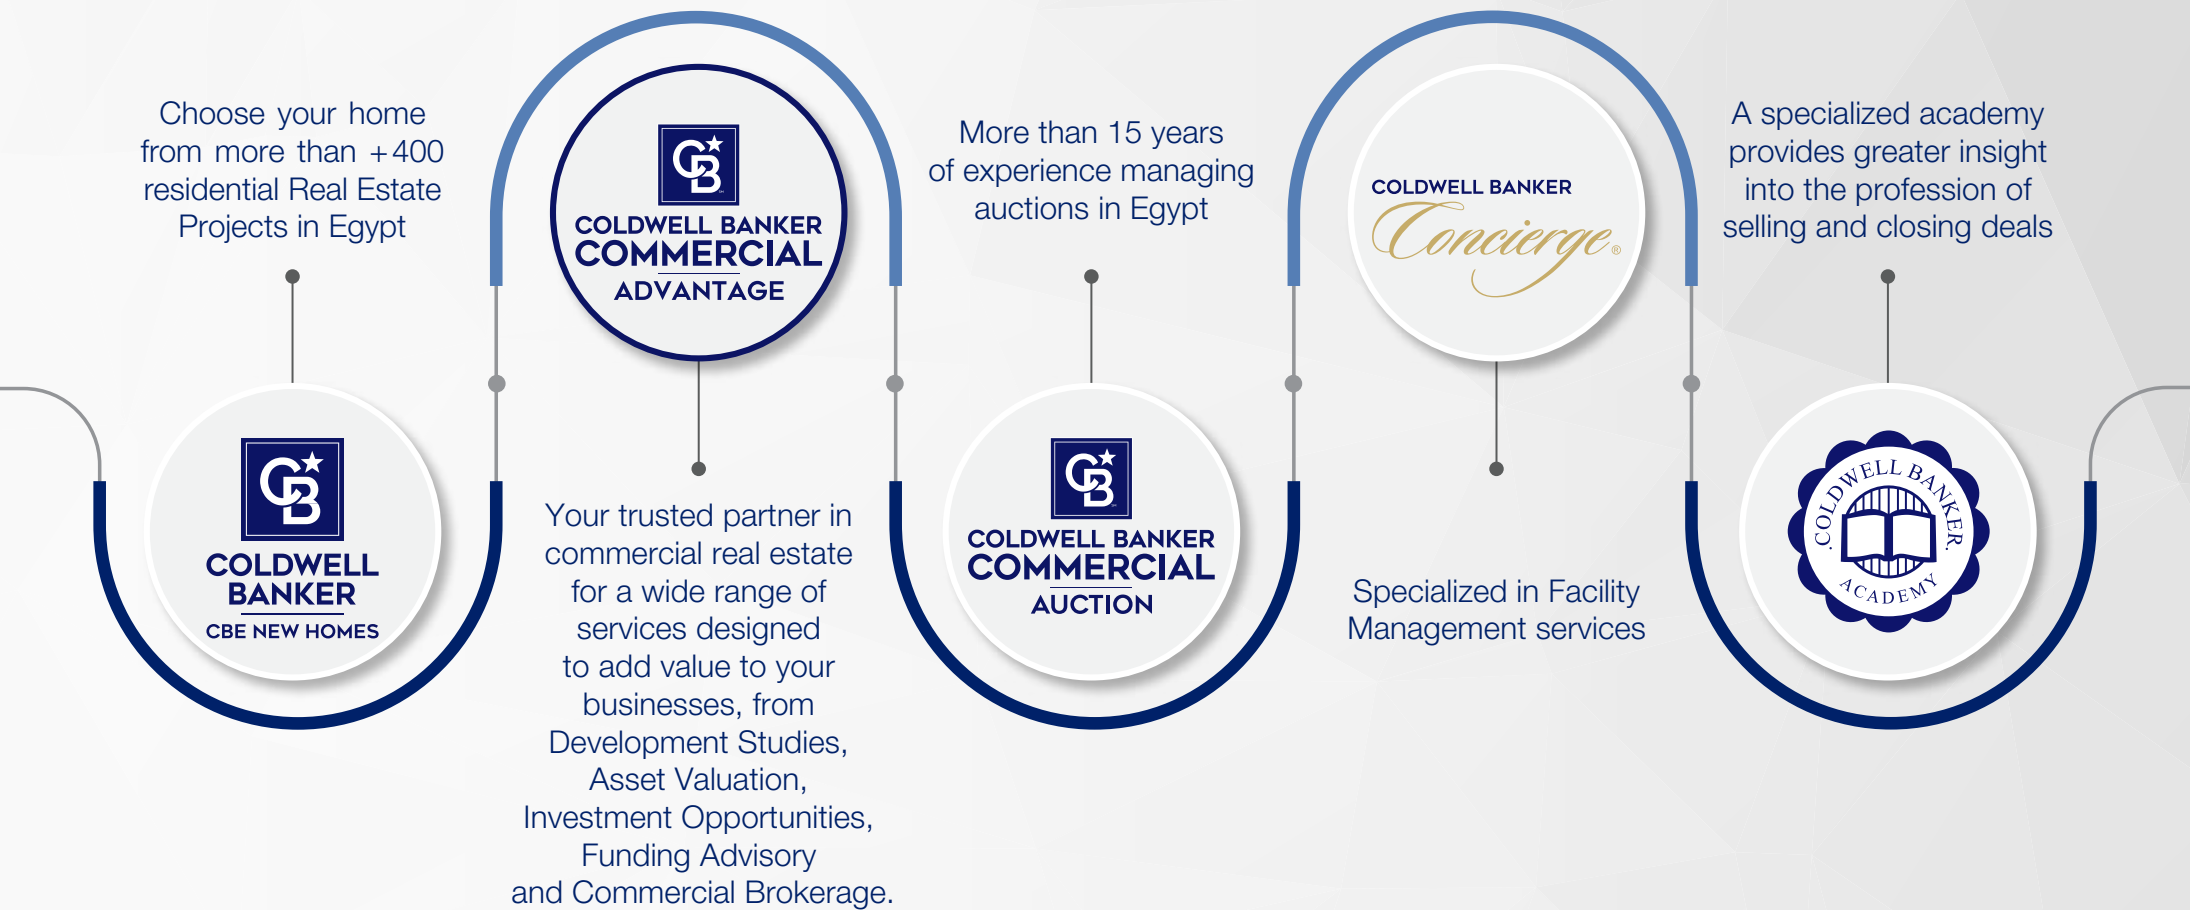 Choose your home
from more than +400
residential Real Estate
Projects in Egypt
CB
COLDWELL
BANKER
CBE NEW HOMES
CB
COLDWELL BANKER
COMMERCIAL
ADVANTAGE
Your trusted partner in
commercial real estate
for a wide range of
services designed
to add value to your
businesses, from
Development Studies,
Asset Valuation,
Investment Opportunities,
Funding Advisory
and Commercial Brokerage.
More than 15 years
of experience managing
auctions in Egypt
CB
COLDWELL BANKER
COMMERCIAL
AUCTION
COLDWELL BANKER
Concierge®
Specialized in Facility
Management services
A specialized academy
provides greater insight
into the profession of
selling and closing deals
.COLDWELL BANKER.
ACADEMY